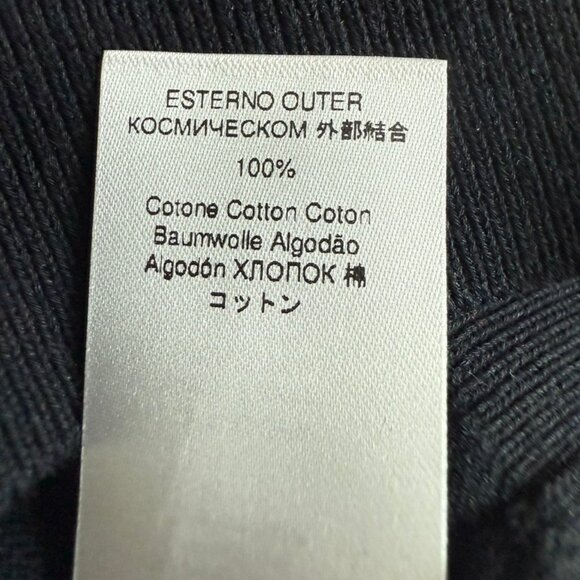 ESTERNO OUTER
КОСМИЧЕСКОМ 外部結合
100%
Cotone Cotton Coton
Baumwolle Algodão
Algodón ХЛОПОК 棉
コットン